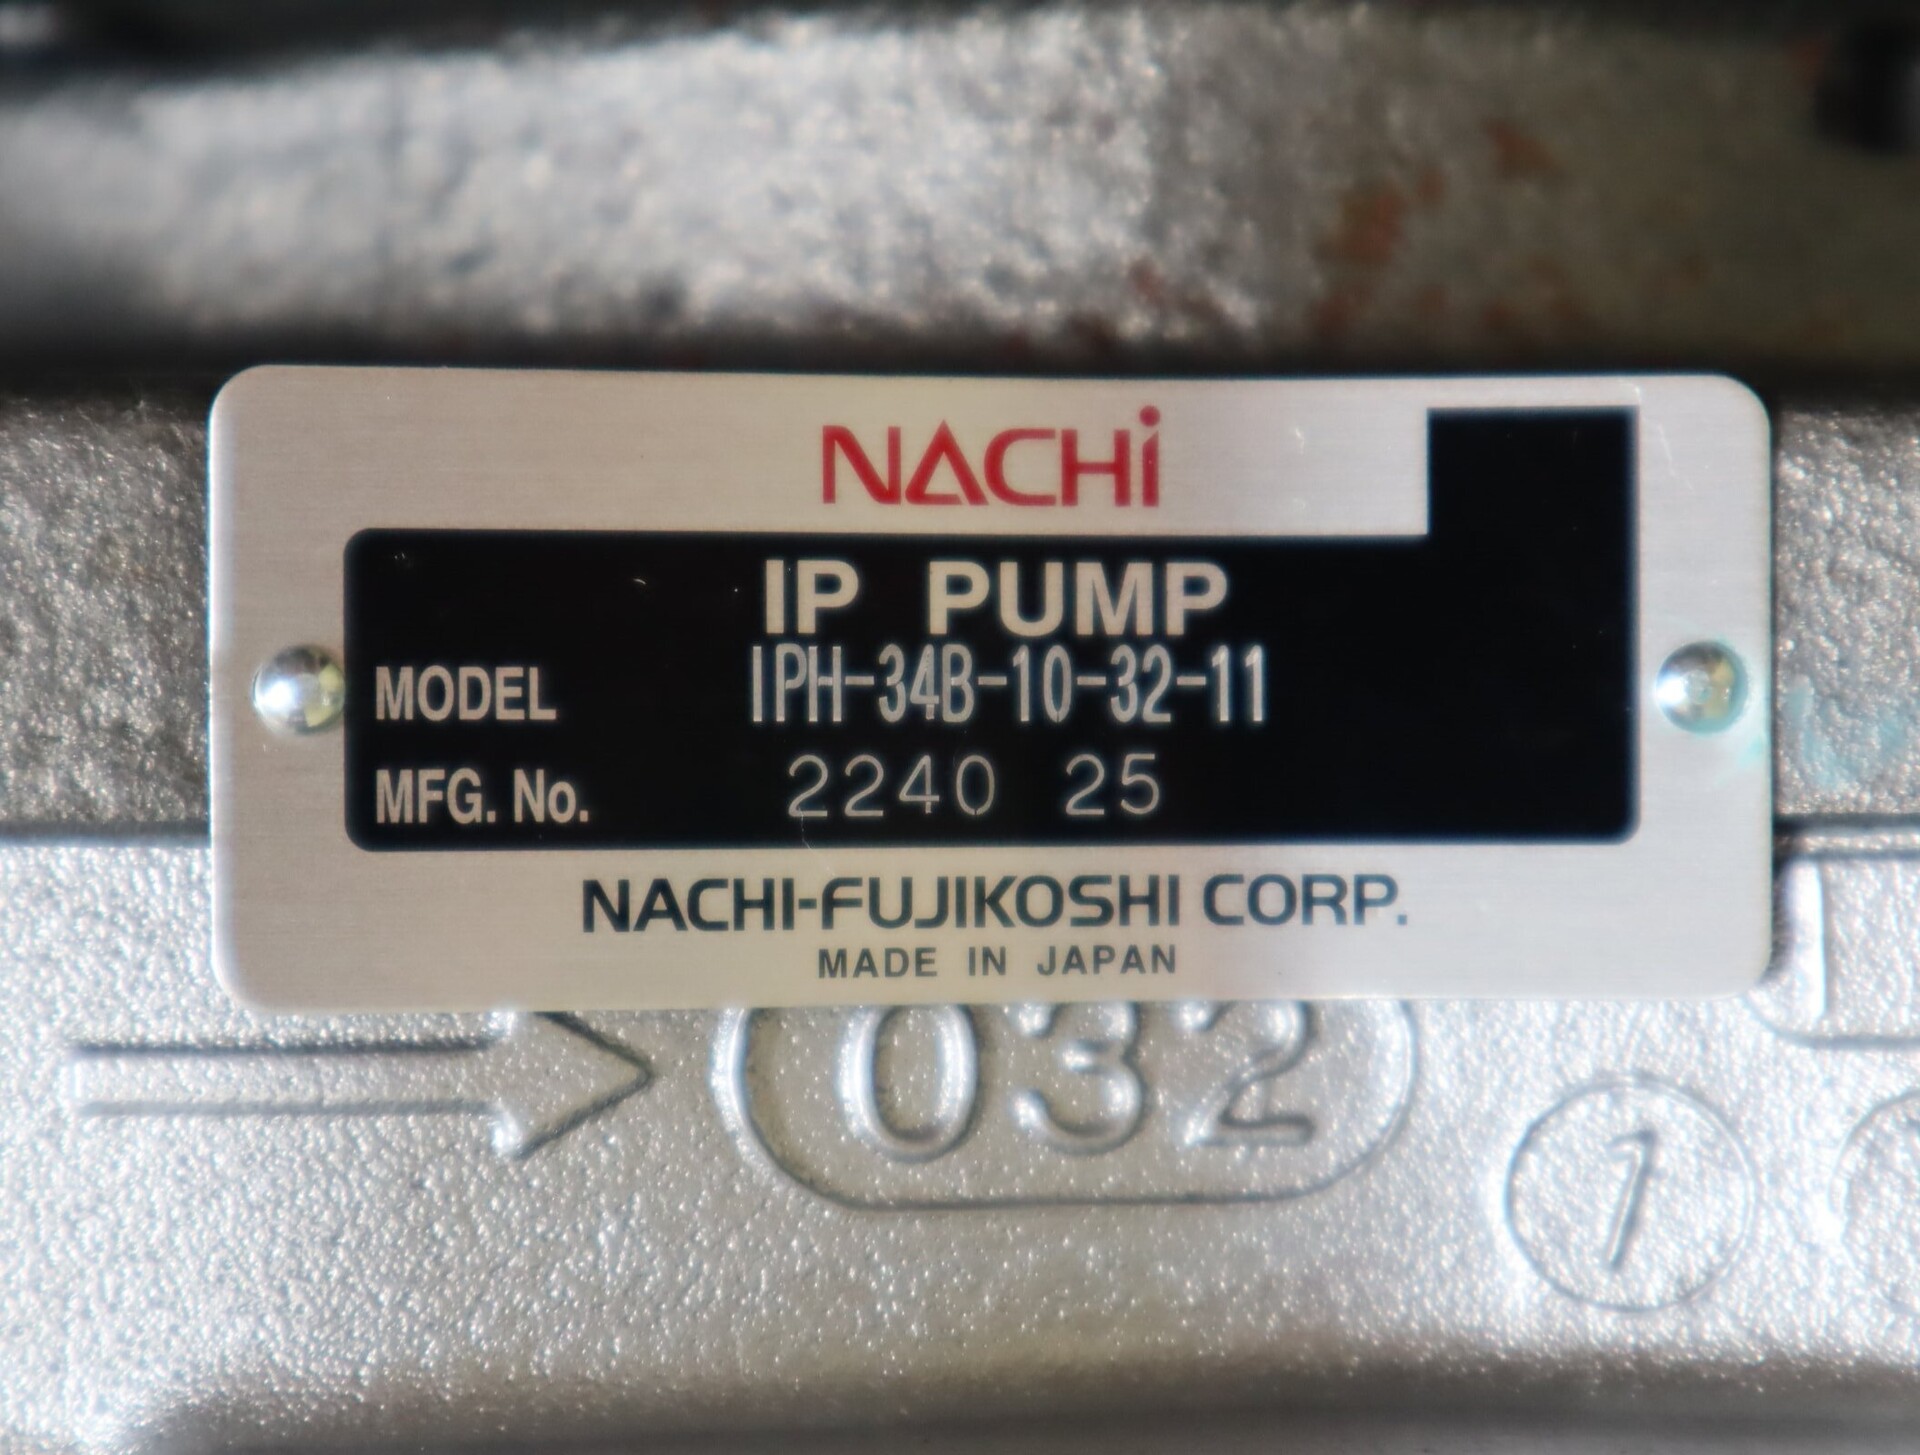 NACHi
IP PUMP
MODEL IPH-34B-10-32-11
MFG. No. 2240 25
NACHI-FUJIKOSHI CORP.
MADE IN JAPAN
032
1